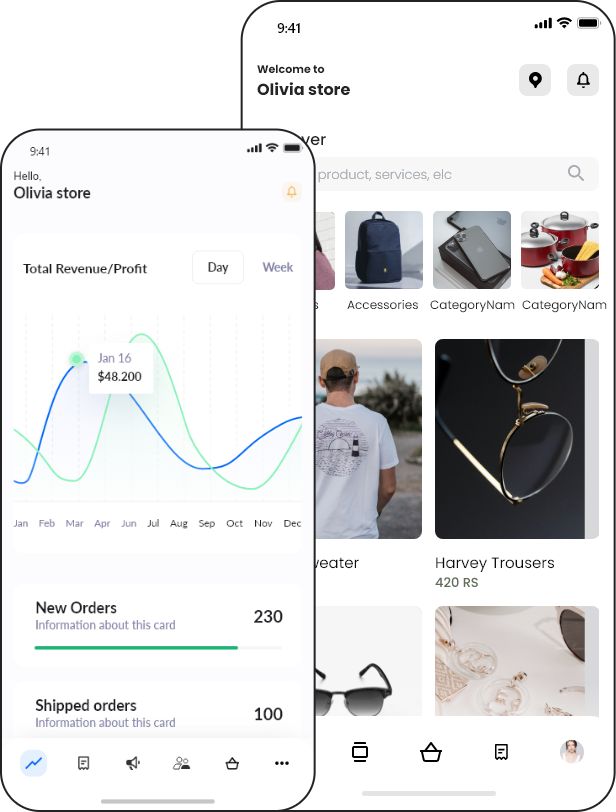 9:41
Welcome to
Olivia store
product, services, elc
Accessories
CategoryNam
CategoryNam
Harvey Trousers
420 RS
9:41
Hello,
Olivia store
Total Revenue/Profit
Day
Week
Jan 16
$48.200
Jan Feb Mar Apr Jun Jul Aug Sep Oct Nov Dec
New Orders
Information about this card
230
Shipped orders
Information about this card
100